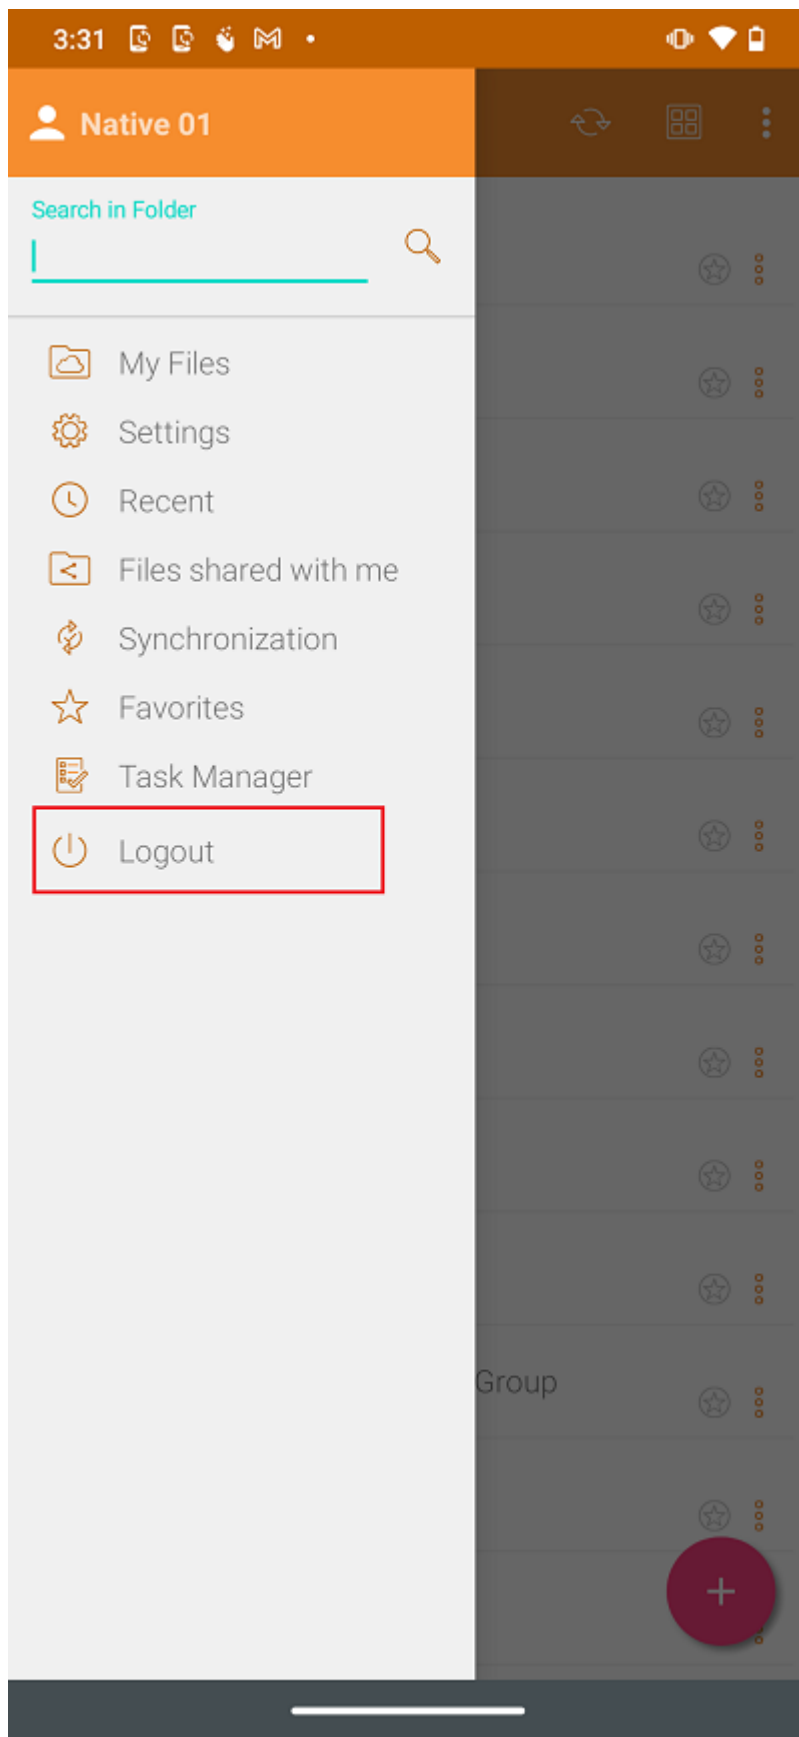 3:31
Native 01
Search in Folder
My Files
Settings
Recent
Files shared with me
Synchronization
Favorites
Task Manager
Logout
Group